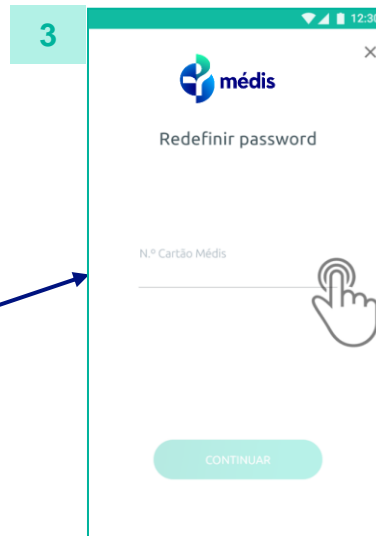 3
12:30
médis
Redefinir password
N.º Cartão Médis
CONTINUAR